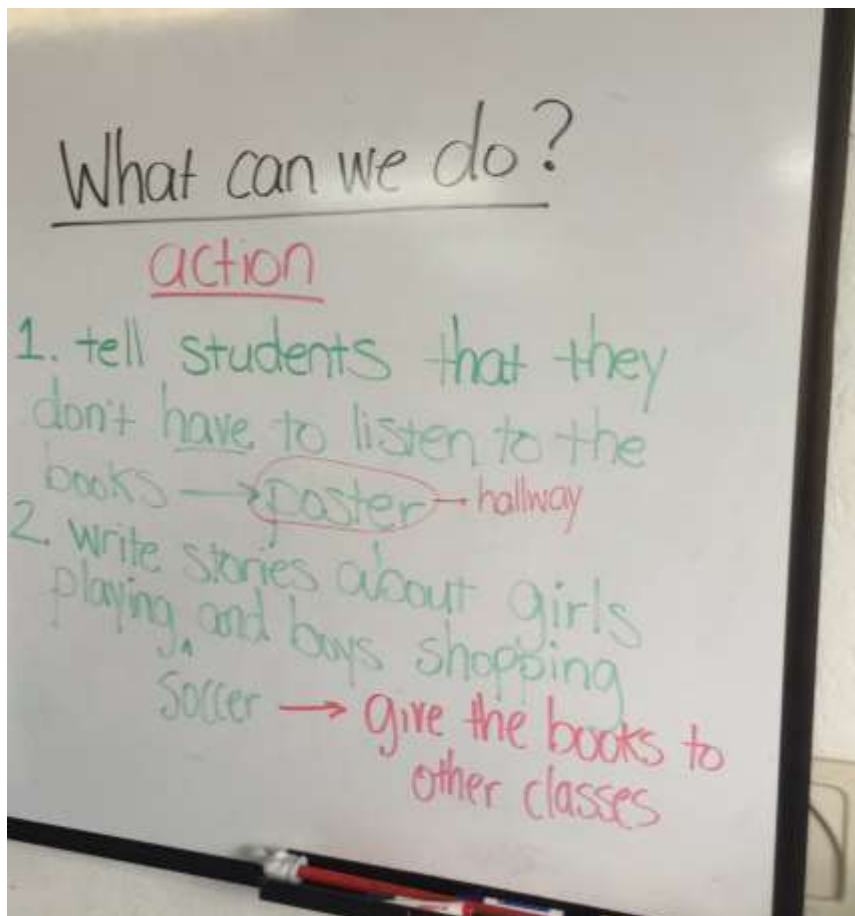 What can we do?
action
1. tell students that they
don't have to listen to the
books → poster – hallway
2. write stories about girls
playing ^ and buys shopping
Soccer → give the books to
other classes